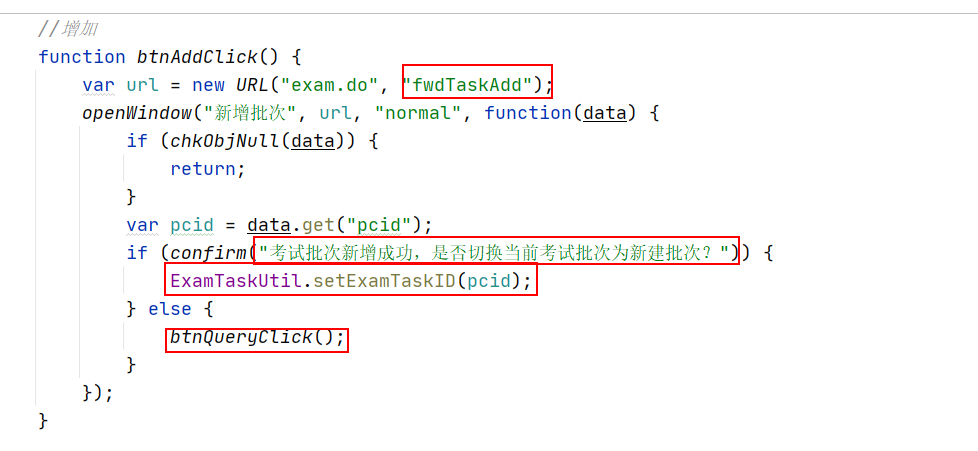 //增加
function btnAddClick() {
var url = new URL("exam.do", "fwdTaskAdd");
openWindow("新增批次", url, "normal", function(data) {
if (chkObjNull(data)) {
return;
}
var pcid = data.get("pcid");
if (confirm("考试批次新增成功，是否切换当前考试批次为新建批次？")) {
ExamTaskUtil.setExamTaskID(pcid);
} else {
btnQueryClick();
}
});
}